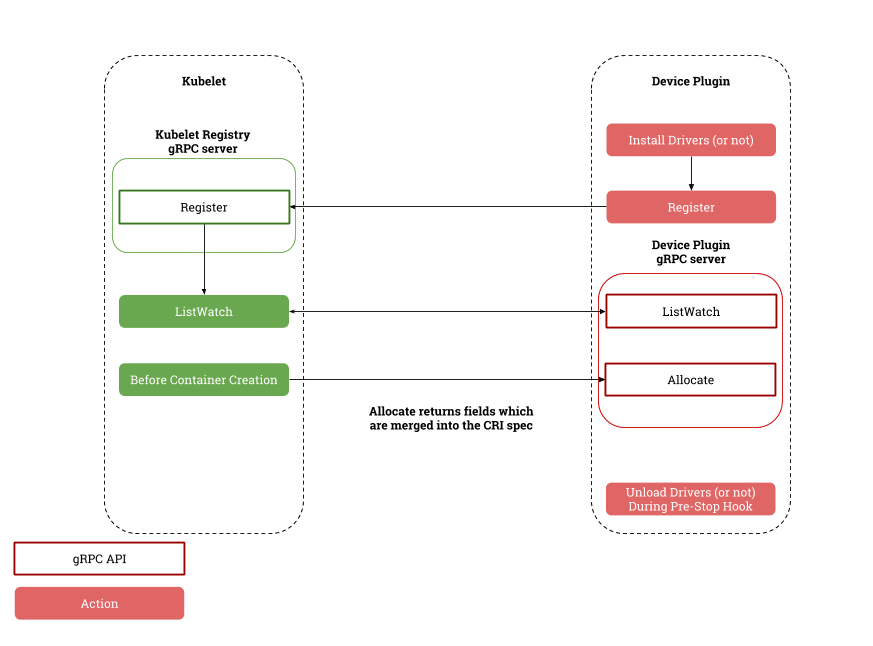 Kubelet
Kubelet Registry
gRPC server
Register
ListWatch
Before Container Creation
Allocate returns fields which
are merged into the CRI spec
Device Plugin
Install Drivers (or not)
Register
Device Plugin
gRPC server
ListWatch
Allocate
Unload Drivers (or not)
During Pre-Stop Hook
gRPC API
Action